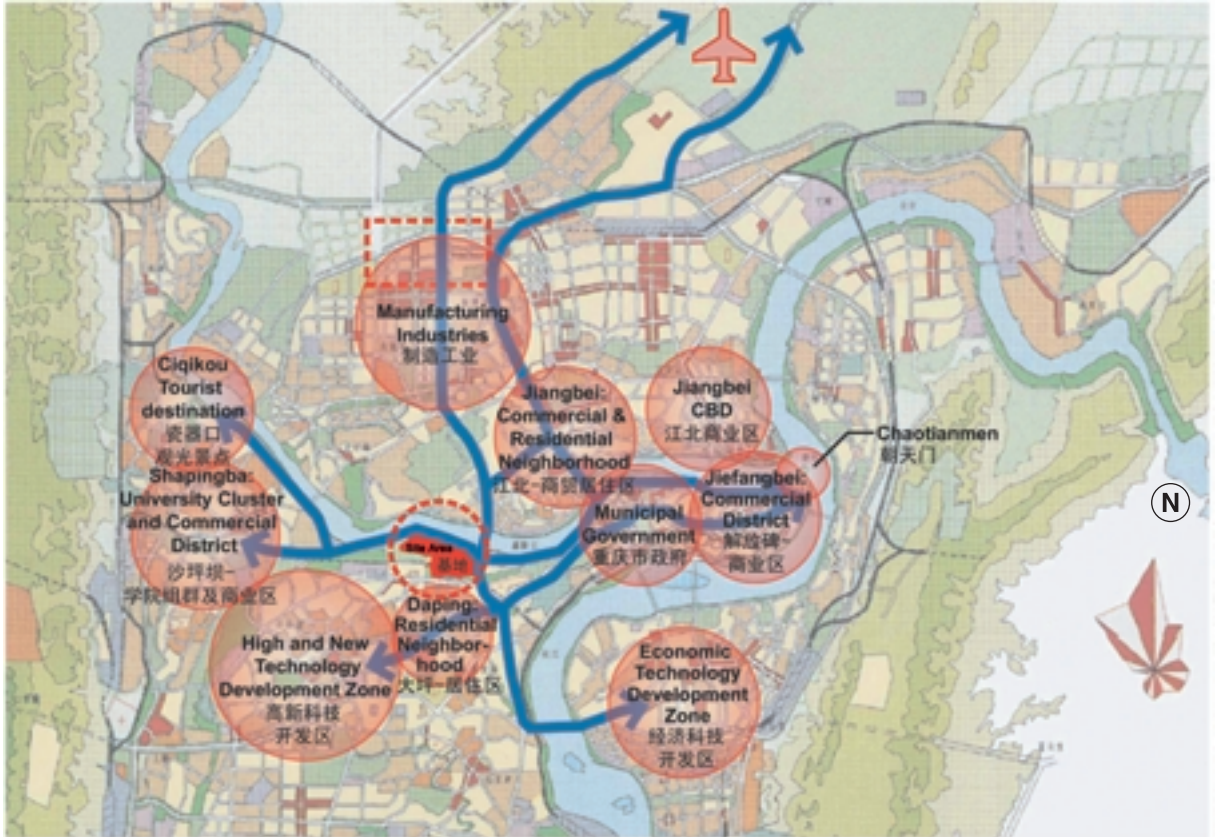 Manufacturing
Industries
制造工业
Ciqikou
Tourist
destination
瓷器口
观光景点
Jiangbei:
Commercial &
Residential
Neighborhood
江北-商贸居住区
Jiangbei
CBD
江北商业区
Chaotianmen
朝天门
Shapingba:
University Cluster
and Commercial
District
沙坪坝-
学院组群及商业区
Jiefangbei:
Commercial
District
解放碑-
商业区
Municipal
Government
重庆市政府
N
Site Area
基地
Daping:
Residential
Neighbor-
hood
大坪-居住区
High and New
Technology
Development Zone
高新科技
开发区
Economic
Technology
Development
Zone
经济科技
开发区